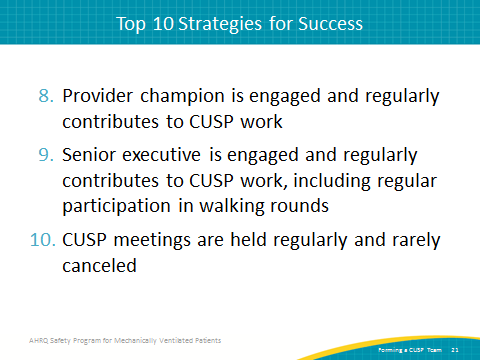 Top 10 Strategies for Success
8. Provider champion is engaged and regularly
contributes to CUSP work
9. Senior executive is engaged and regularly
contributes to CUSP work, including regular
participation in walking rounds
10. CUSP meetings are held regularly and rarely
canceled
AHRQ Safety Program for Mechanically Ventilated Patients
Forming a CUSP Team 21